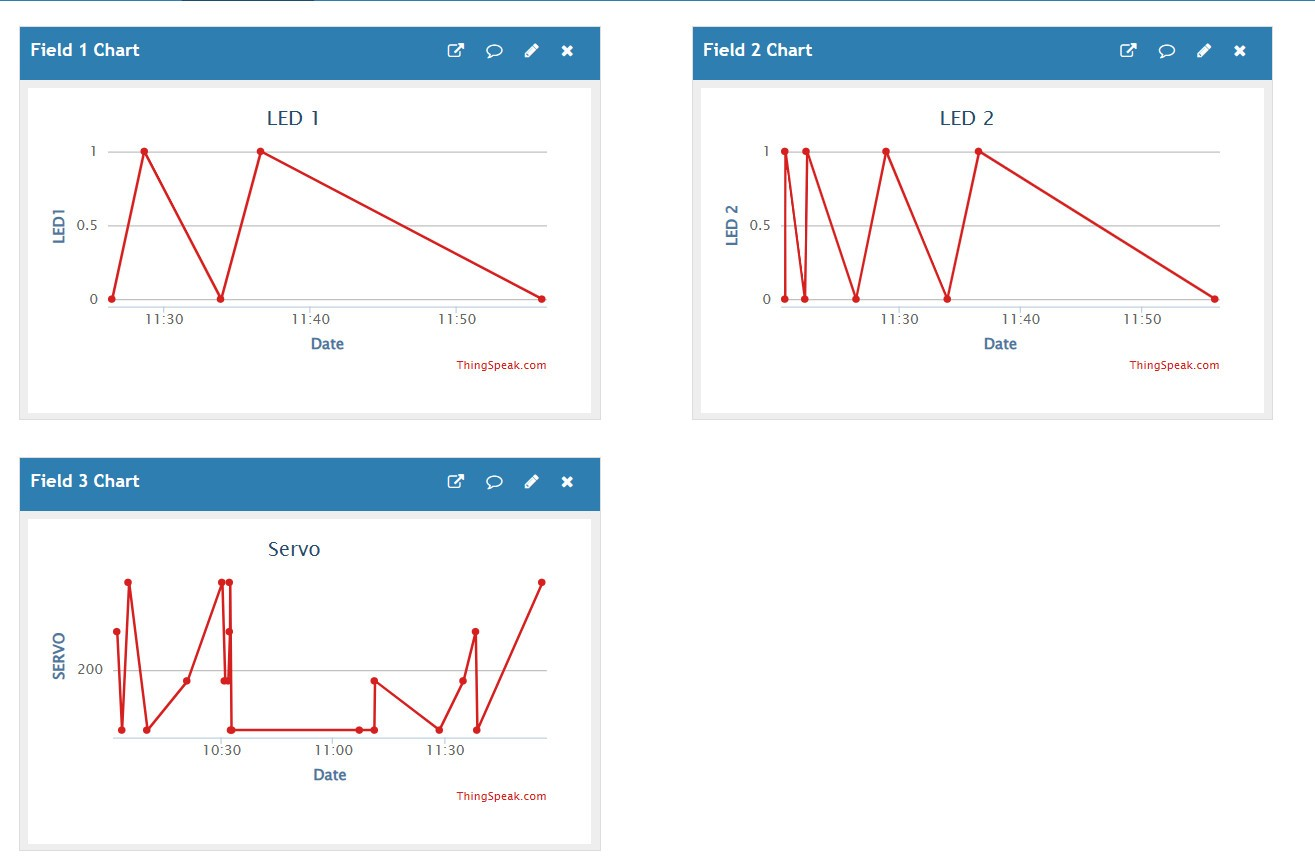 Field 1 Chart
LED 1
LED1
1
0.5
0
11:30 11:40 11:50
Date
ThingSpeak.com
Field 2 Chart
LED 2
LED 2
1
0.5
0
11:30 11:40 11:50
Date
ThingSpeak.com
Field 3 Chart
Servo
SERVO
200
10:30 11:00 11:30
Date
ThingSpeak.com